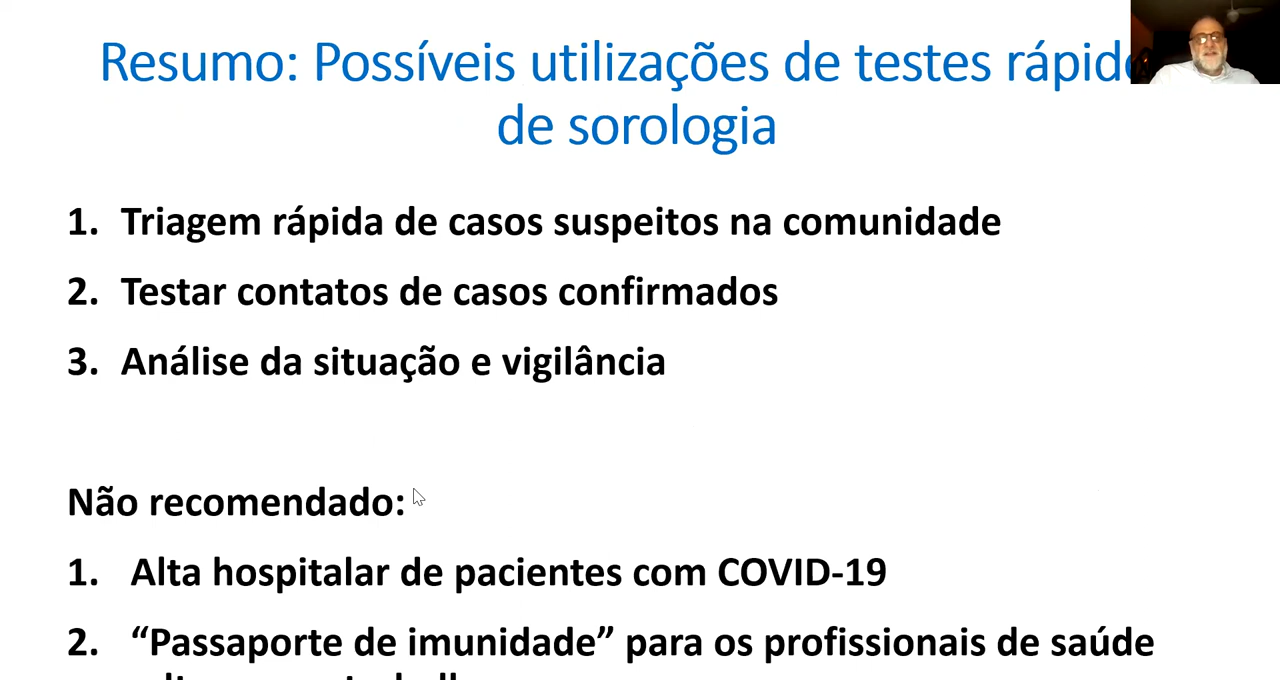 Resumo: Possíveis utilizações de testes
de sorologia
1. Triagem rápida de casos suspeitos na comunidade
2. Testar contatos de casos confirmados
3. Análise da situação e vigilância
Não recomendado:
1. Alta hospitalar de pacientes com COVID-19
2. “Passaporte de imunidade” para os profissionais de saúde